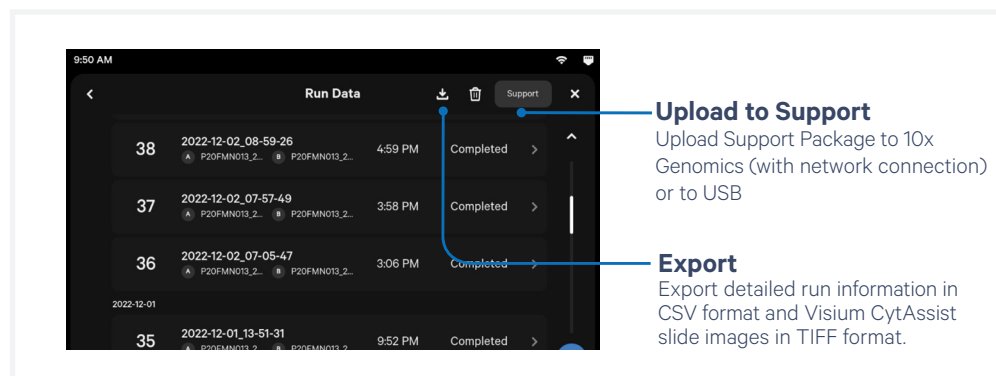 9:50 AM
Run Data
Support
38
2022-12-02_08-59-26
A P20FMN013_2... B P20FMN013_2...
4:59 PM
Completed
37
2022-12-02_07-57-49
A P20FMN013_2... B P20FMN013_2...
3:58 PM
Completed
36
2022-12-02_07-05-47
A P20FMN013_2... B P20FMN013_2...
3:06 PM
Completed
2022-12-01
35
2022-12-01_13-51-31
A P20FMN013_2 B P20FMN013_2
9:52 PM
Completed
Upload to Support
Upload Support Package to 10x
Genomics (with network connection)
or to USB
Export
Export detailed run information in
CSV format and Visium CytAssist
slide images in TIFF format.